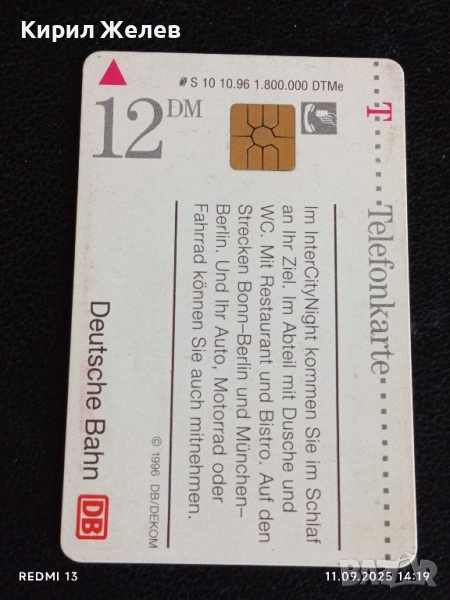 Кирил Желев
S 10 10.96 1.800.000 DTMe
12 DM
T Telefonkarte
Im InterCityNight kommen Sie im Schlaf
an Ihr Ziel. Im Abteil mit Dusche und
WC. Mit Restaurant und Bistro. Auf den
Strecken Bonn–Berlin und München–
Berlin. Und Ihr Auto, Motorrad oder
Fahrrad können Sie auch mitnehmen.
© 1996 DB/DEKOM
Deutsche Bahn DB
REDMI 13
11.09.2025 14:19